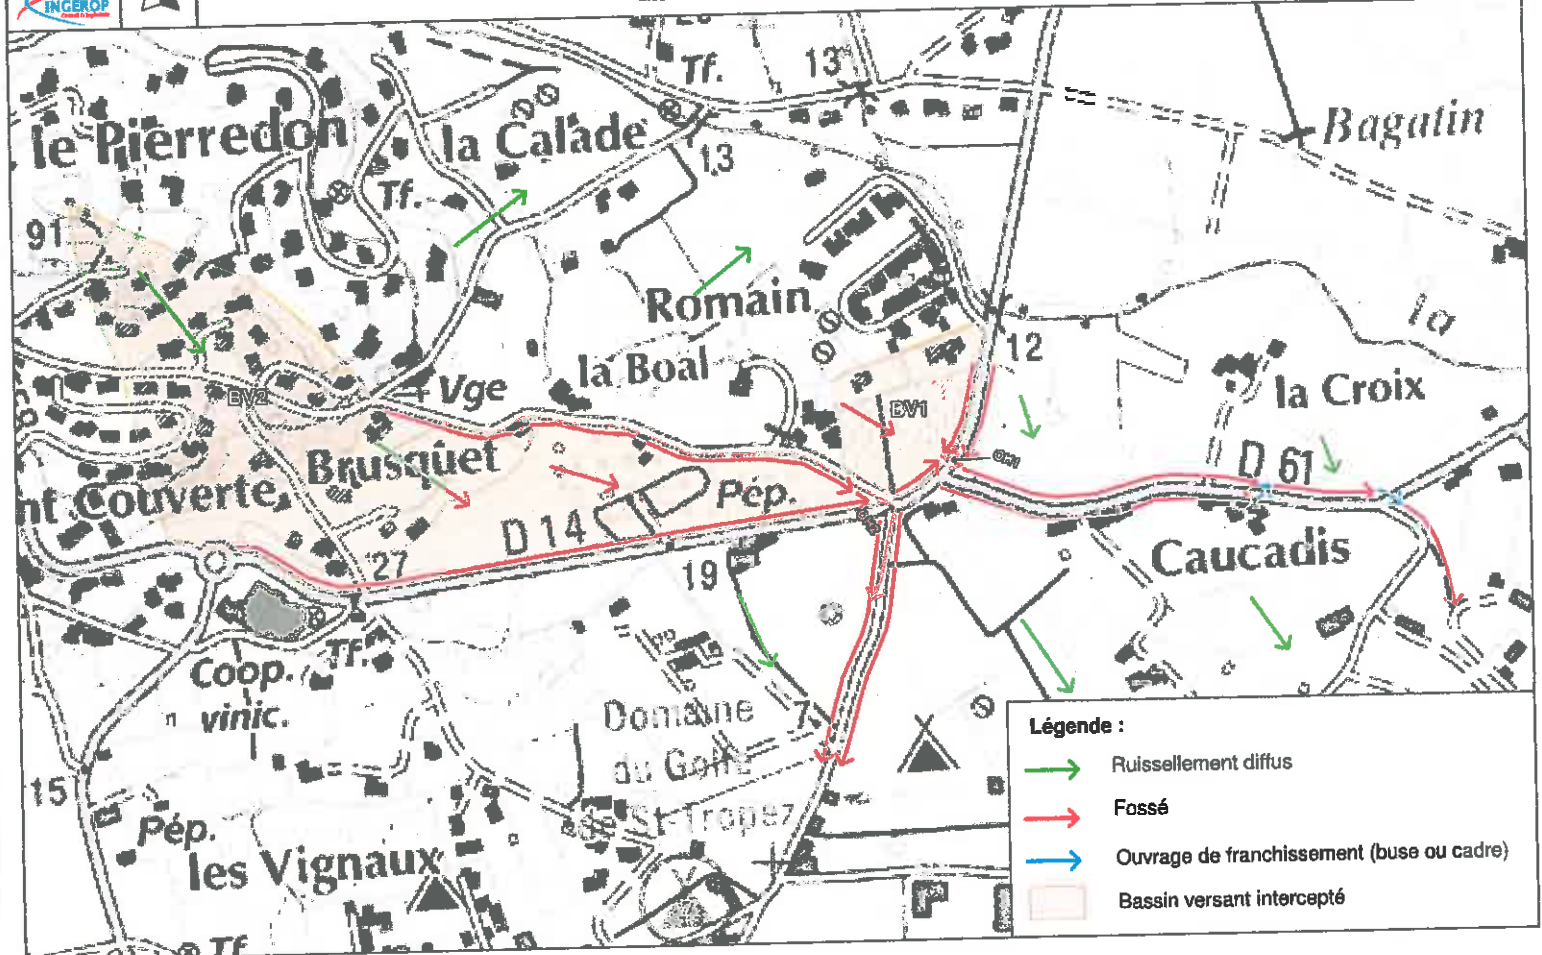 INGEROP
Tf.
13
Bagatin
le Pierredon
la Calade
13
Tf.
91
Romain
la
12
la Boal
la Croix
Vge
BV2
BV1
Brusquet
D 61
nt Couverte
Pép.
D 14
Caucadis
27
19
Coop.
vinic.
Tf.
Domaine
du Golfe
de St-Tropez
7
15
Pép.
les Vignaux
Tf
Légende :
Ruissellement diffus
Fossé
Ouvrage de franchissement (buse ou cadre)
Bassin versant intercepté